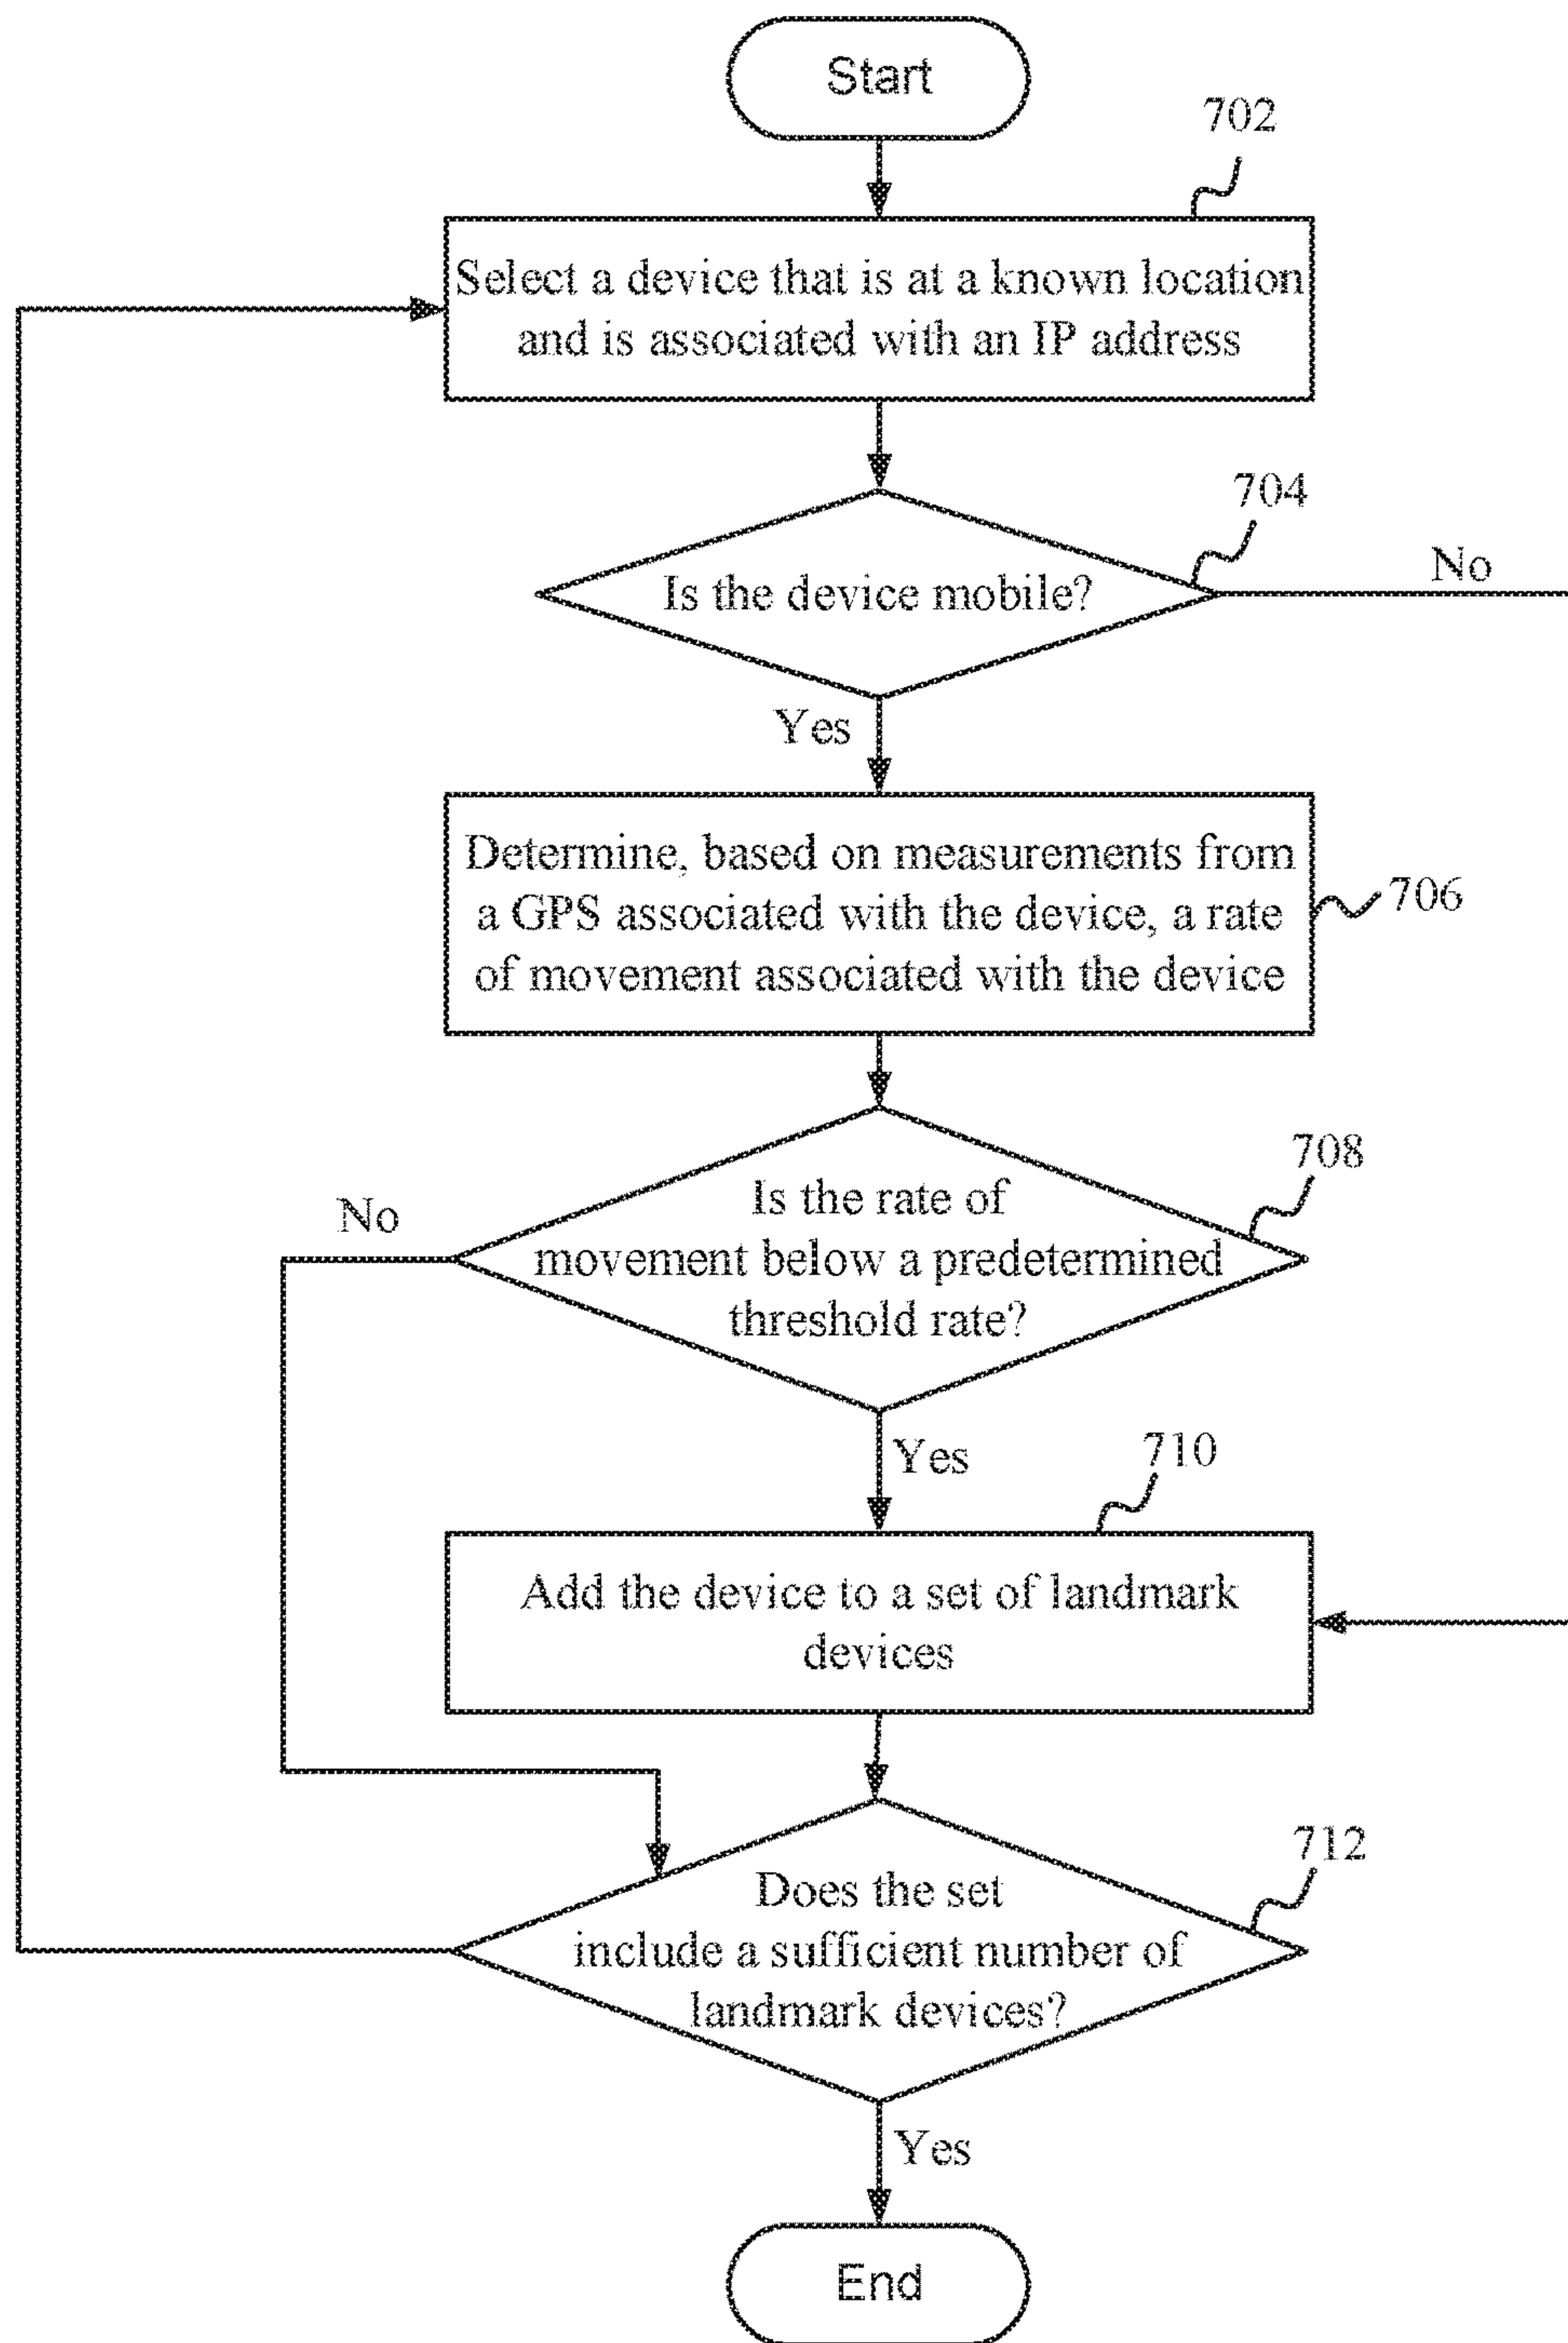 Start
702
Select a device that is at a known location
and is associated with an IP address
704
Is the device mobile?
No
Yes
Determine, based on measurements from
a GPS associated with the device, a rate
of movement associated with the device
706
708
No
Is the rate of
movement below a predetermined
threshold rate?
Yes
710
Add the device to a set of landmark
devices
712
Does the set
include a sufficient number of
landmark devices?
Yes
End